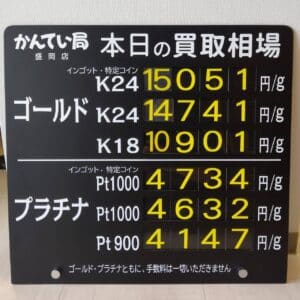 かんてい局 本日の買取相場
盛岡店
インゴット・特定コイン
K24 15051 円/g
ゴールド K24 14741 円/g
K18 10901 円/g
インゴット・特定コイン
Pt1000 4734 円/g
プラチナ Pt1000 4632 円/g
Pt900 4147 円/g
ゴールド・プラチナともに、手数料は一切いただきません